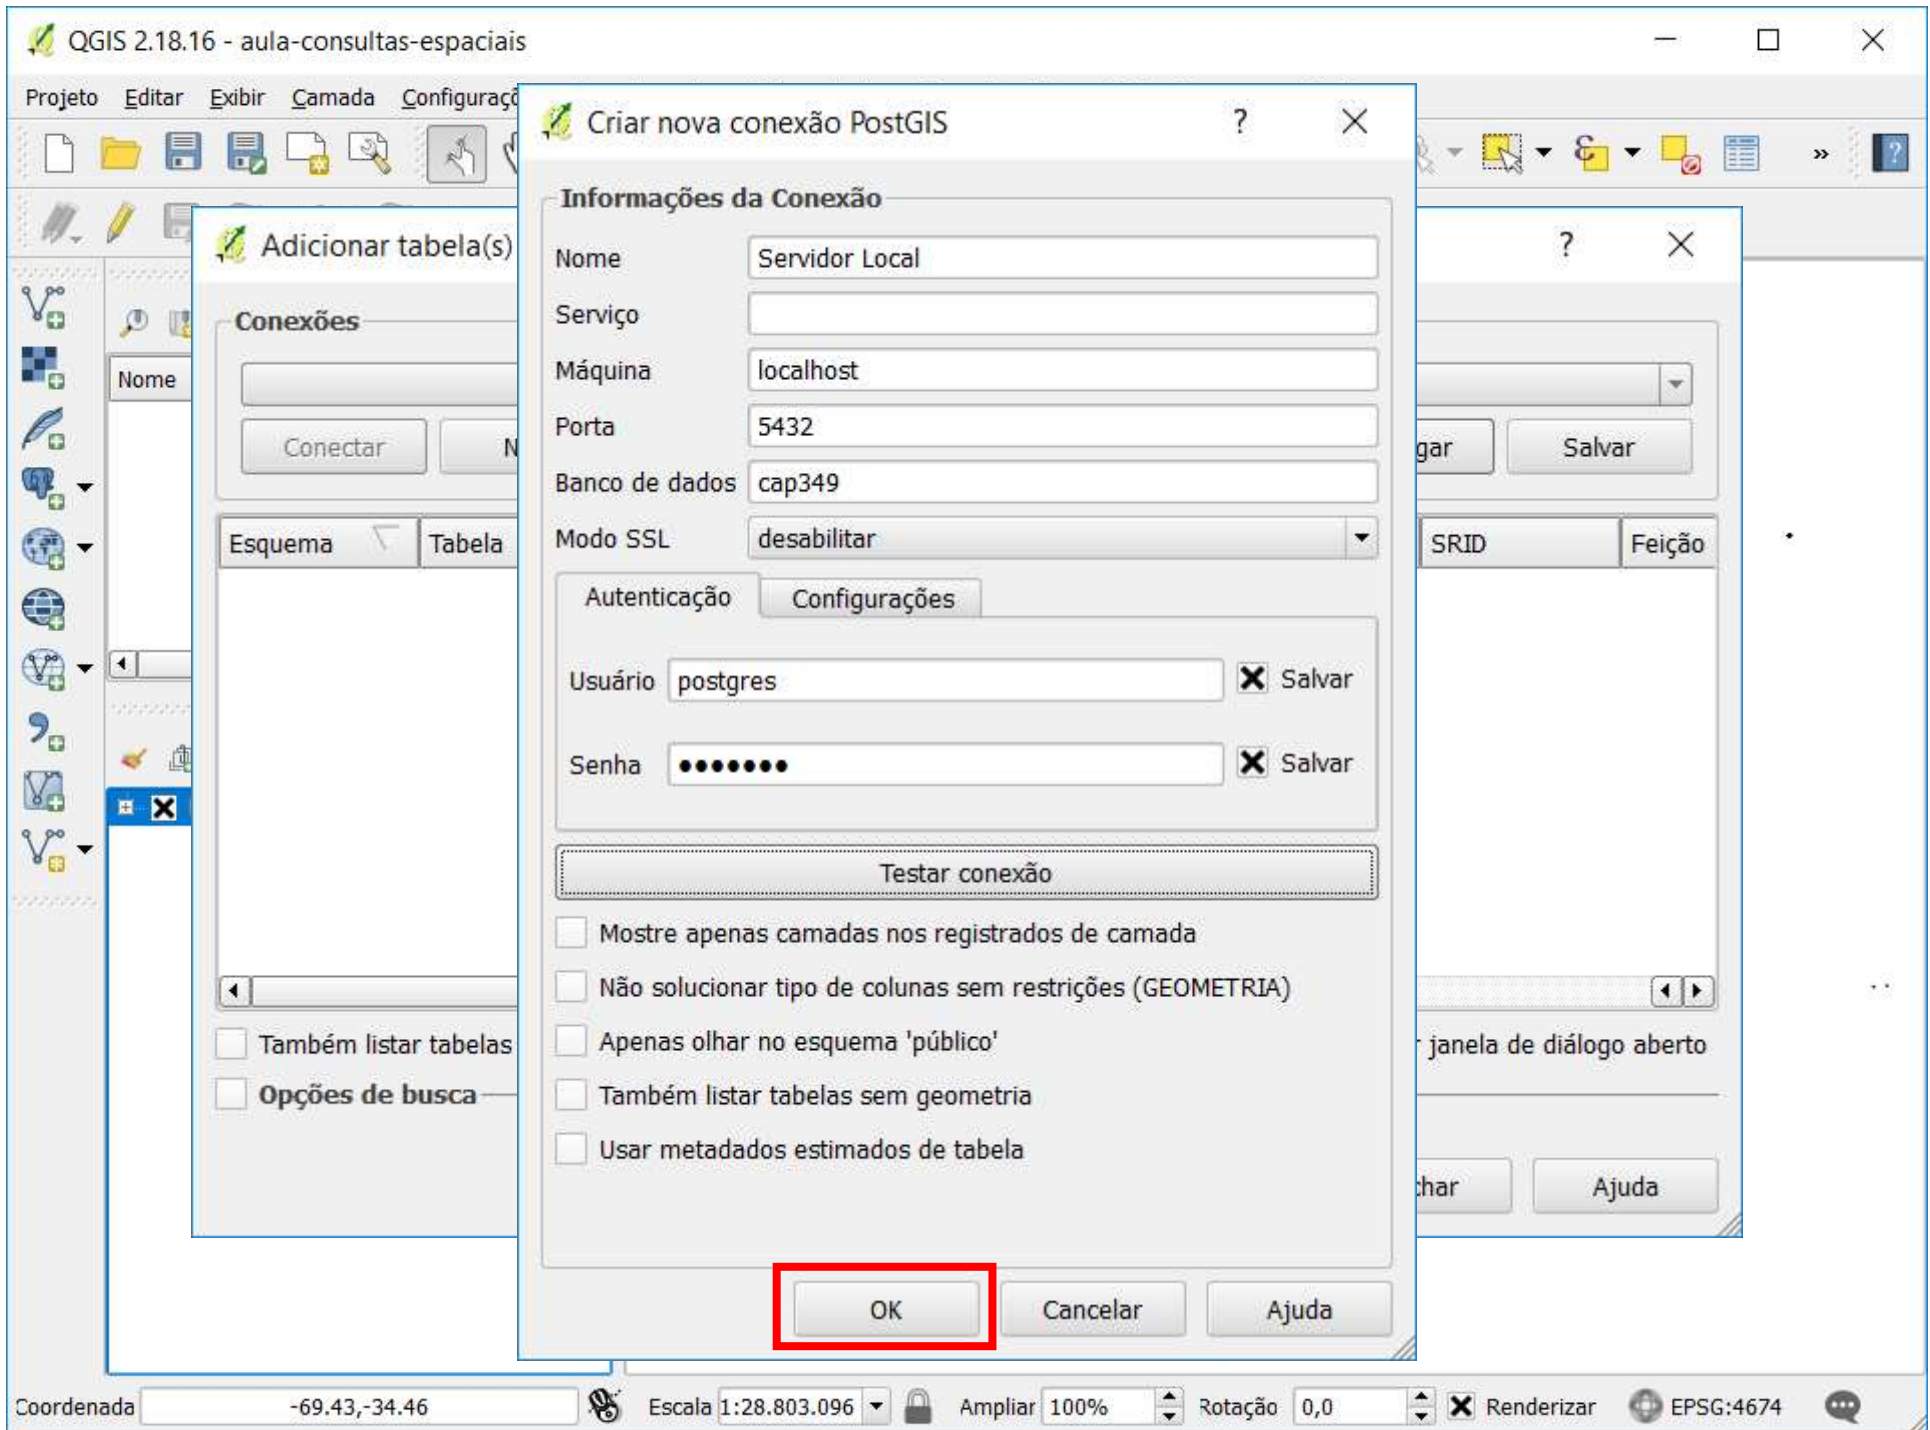 QGIS 2.18.16 - aula-consultas-espaciais
Projeto Editar Exibir Camada
Criar nova conexão PostGIS ?
»
?
Adicionar tabela(s) ?
Informações da Conexão
Nome Servidor Local
Serviço
Máquina localhost
Porta 5432
Banco de dados cap349
Modo SSL desabilitar
Autenticação Configurações
Usuário postgres Salvar
Senha ●●●●●●● Salvar
Testar conexão
Mostre apenas camadas nos registrados de camada
Não solucionar tipo de colunas sem restrições (GEOMETRIA)
Apenas olhar no esquema 'público'
Também listar tabelas sem geometria
Usar metadados estimados de tabela
OK Cancelar Ajuda
Conexões
Nome
Conectar Salvar
Esquema Tabela SRID Feição
Também listar tabelas janela de diálogo aberto
Opções de busca
Ajuda
Coordenada -69.43,-34.46 Escala 1:28.803.096 Ampliar 100% Rotação 0,0 Renderizar EPSG:4674